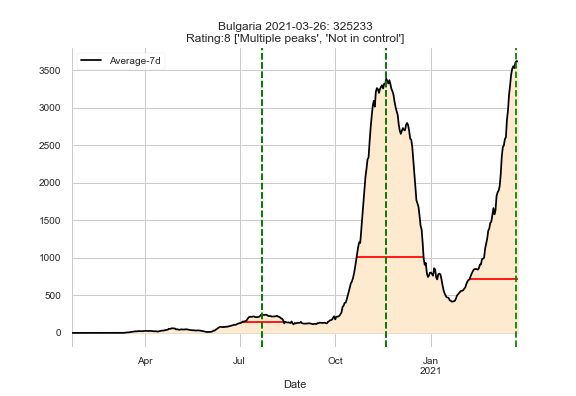 Bulgaria 2021-03-26: 325233
Rating:8 ['Multiple peaks', 'Not in control']
Average-7d
3500
3000
2500
2000
1500
1000
500
0
Apr Jul Oct Jan
2021
Date